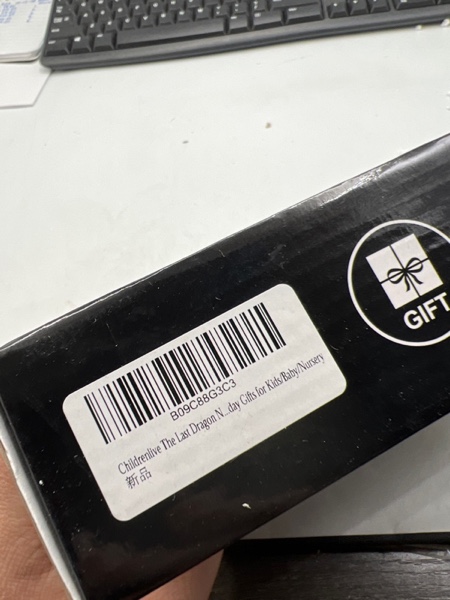 GIFT
B09C88G3C3
Childrenlive The Last Dragon N...day Gifts for Kids/Baby/Nursery
新品